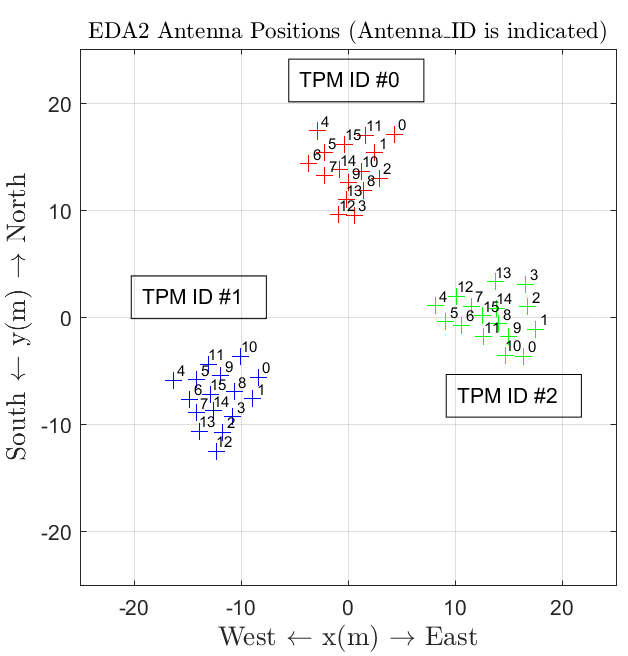 EDA2 Antenna Positions (Antenna_ID is indicated)
TPM ID #0
4 11 0
15
5 1
6 14 10
7 9 8 2
13
12 3
TPM ID #1
10
11
4 5 9 0
6 15 8 1
7 14 3
13 2
12
13 3
4 12 7 14 2
5 6 15 8 1
11 9
10 0
TPM ID #2
20
10
0
-10
-20
-20 -10 0 10 20
South ← y(m) → North
West ← x(m) → East